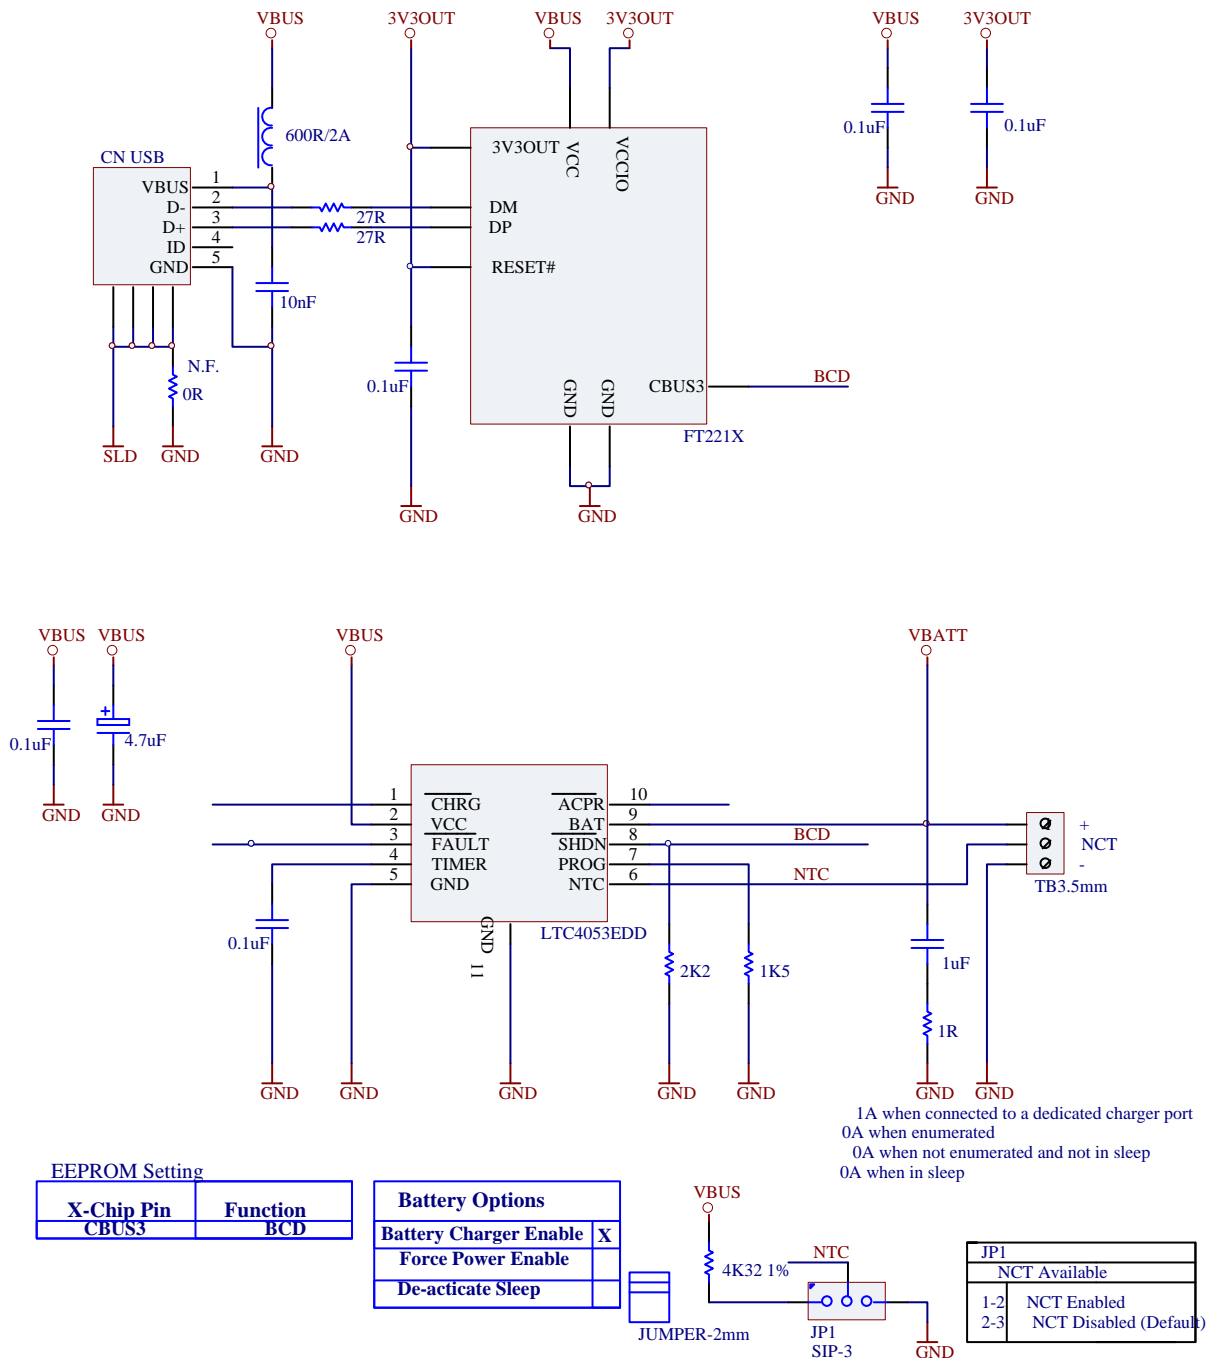 VBUS
3V3OUT
VBUS
3V3OUT
VBUS
3V3OUT
600R/2A
0.1uF
0.1uF
GND
GND
CN USB
VBUS
D-
D+
ID
GND
1
2
3
4
5
27R
27R
10nF
N.F.
0R
SLD
GND
GND
0.1uF
GND
3V3OUT
VCC
VCCIO
DM
DP
RESET#
GND
GND
CBUS3
BCD
FT221X
GND
VBUS
VBUS
0.1uF
4.7uF
GND
GND
VBUS
VBATT
1
2
3
4
5
CHRG
VCC
FAULT
TIMER
GND
ACPR
BAT
SHDN
PROG
NTC
10
9
8
7
6
GND
11
LTC4053EDD
BCD
NTC
+
NCT
-
TB3.5mm
0.1uF
2K2
1K5
1uF
1R
GND
GND
GND
GND
GND
GND
GND
1A when connected to a dedicated charger port
0A when enumerated
0A when not enumerated and not in sleep
0A when in sleep
EEPROM Setting
X-Chip Pin Function
CBUS3 BCD
Battery Options
Battery Charger Enable X
Force Power Enable
De-acticate Sleep
JUMPER-2mm
VBUS
4K32 1%
NTC
JP1
SIP-3
GND
JP1
NCT Available
1-2 NCT Enabled
2-3 NCT Disabled (Default)